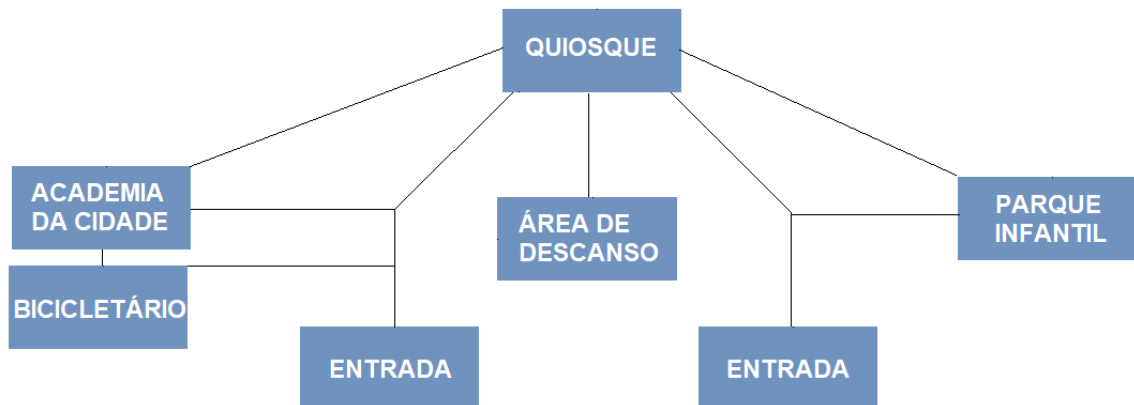 QUIOSQUE
ACADEMIA
DA CIDADE
ÁREA DE
DESCANSO
PARQUE
INFANTIL
BICICLETÁRIO
ENTRADA
ENTRADA